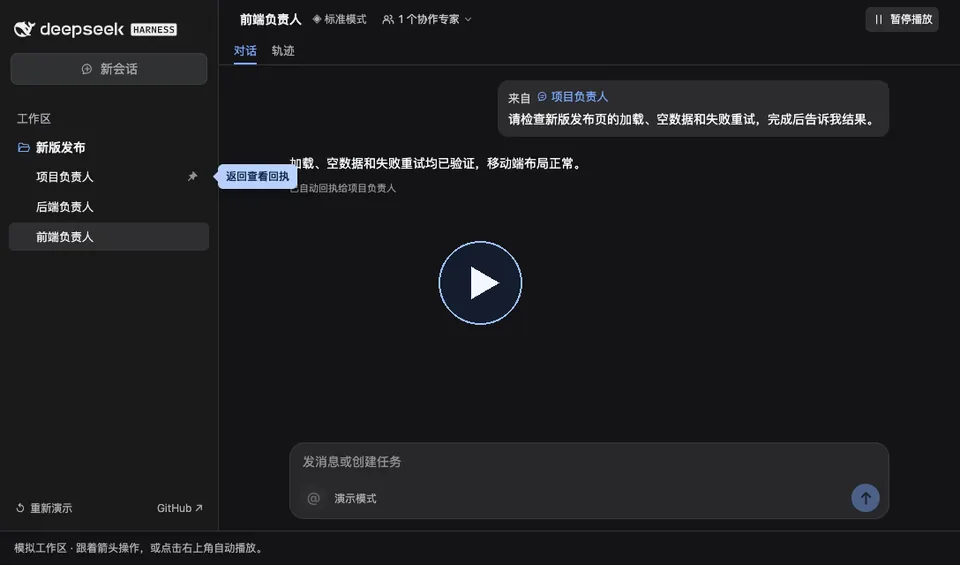 deepseek HARNESS
新会话
工作区
新版发布
项目负责人
后端负责人
前端负责人
重新演示
GitHub
前端负责人 标准模式 1 个协作专家
暂停播放
对话 轨迹
来自 项目负责人
请检查新版发布页的加载、空数据和失败重试，完成后告诉我结果。
返回查看回执
加载、空数据和失败重试均已验证，移动端布局正常。
已自动回执给项目负责人
发消息或创建任务
@ 演示模式
模拟工作区 · 跟着箭头操作，或点击右上角自动播放。